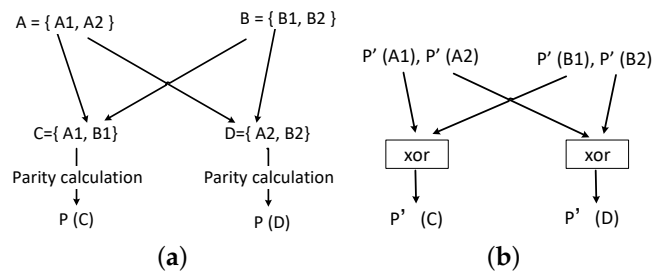 A = { A1, A2 }
B = { B1, B2 }
C={ A1, B1}
D={ A2, B2}
Parity calculation
Parity calculation
P (C)
P (D)
(a)
P' (A1), P' (A2)
P' (B1), P' (B2)
xor
xor
P' (C)
P' (D)
(b)